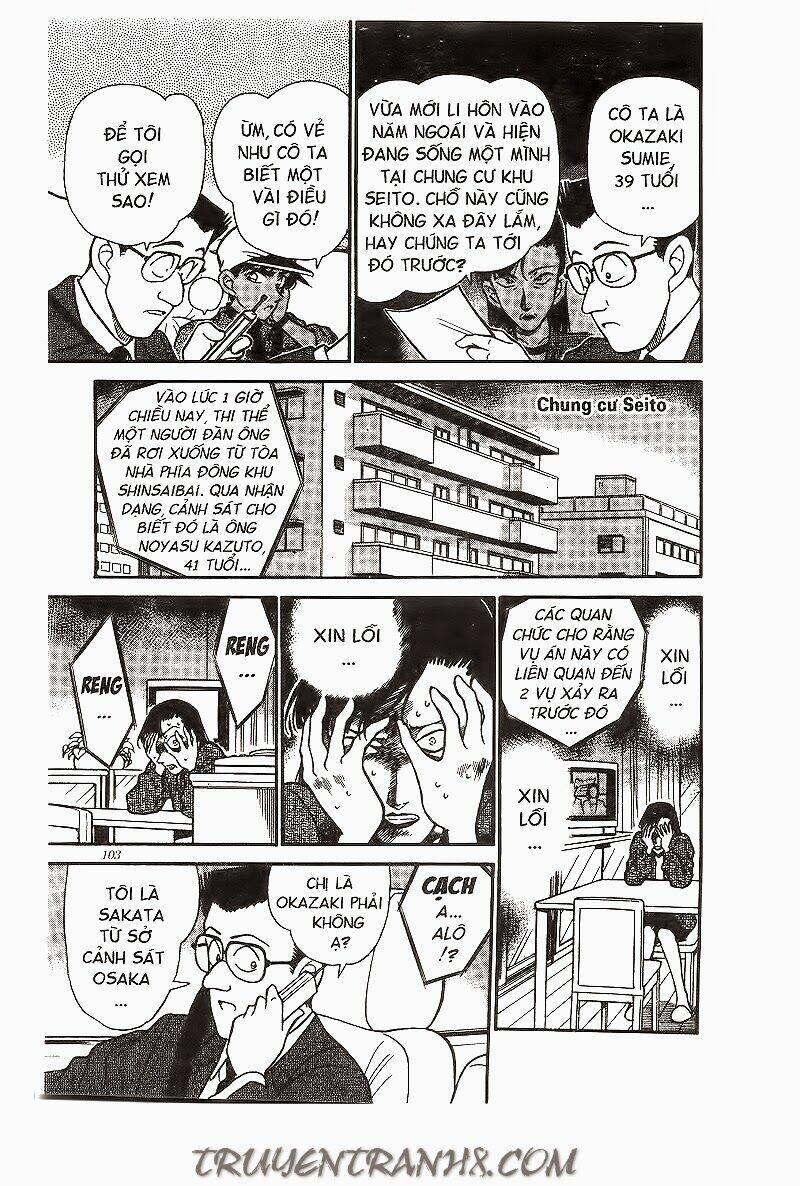 CÔ TA LÀ
OKAZAKI
SUMIE,
39 TUỔI
...
VỪA MỚI LI HÔN VÀO
NĂM NGOÁI VÀ HIỆN
ĐANG SỐNG MỘT MÌNH
TẠI CHUNG CƯ KHU
SEITO. CHỔ NÀY CŨNG
KHÔNG XA ĐÂY LẮM,
HAY CHÚNG TA TỚI
ĐÓ TRƯỚC?
ỪM, CÓ VẺ
NHƯ CÔ TA
BIẾT MỘT
VÀI ĐIỀU
GÌ ĐÓ!
ĐỂ TÔI
GỌI
THỬ XEM
SAO!
Chung cư Seito
VÀO LÚC 1 GIỜ
CHIỀU NAY, THI THỂ
MỘT NGƯỜI ĐÀN ÔNG
ĐÃ RƠI XUỐNG TỪ TÒA
NHÀ PHÍA ĐÔNG KHU
SHINSAIBAI. QUA NHẬN
DẠNG, CẢNH SÁT CHO
BIẾT ĐÓ LÀ ÔNG
NOYASU KAZUTO,
41 TUỔI...
CÁC QUAN
CHỨC CHO RẰNG
VỤ ÁN NÀY CÓ
LIÊN QUAN ĐẾN
2 VỤ XẢY RA
TRƯỚC ĐÓ
...
XIN
LỖI
...
XIN
LỖI
...
XIN LỖI
...
RENG
...
RENG
...
103
CẠCH
A...
ALÔ
!?
CHỊ LÀ
OKAZAKI PHẢI
KHÔNG
Ạ?
TÔI LÀ
SAKATA
TỪ SỞ
CẢNH SÁT
OSAKA
...
TRUYENTRANH8.COM